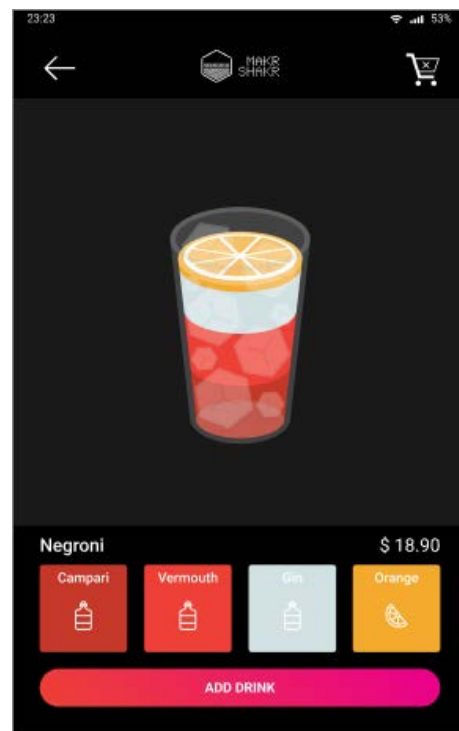 23:23
53%
MAKR
SHAKR
Negroni
$ 18.90
Campari
Vermouth
Gin
Orange
ADD DRINK